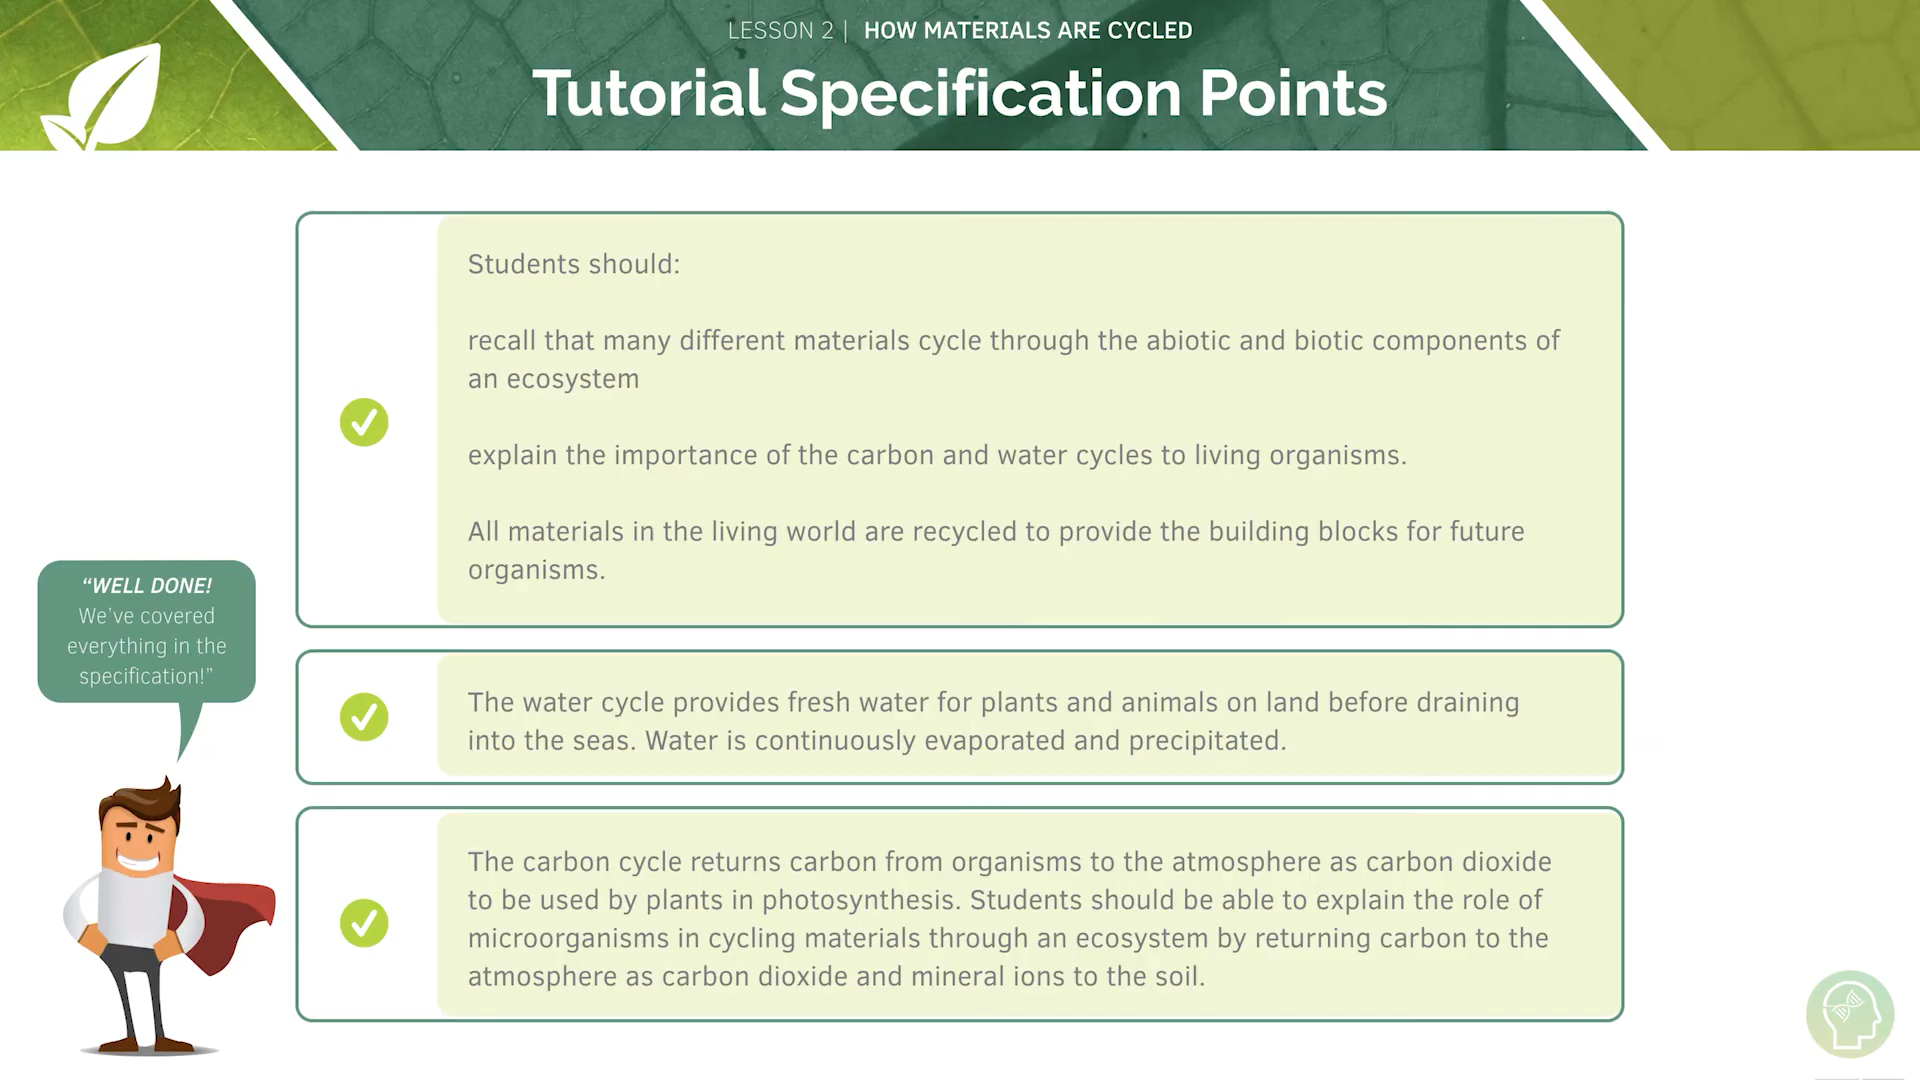 LESSON 2 | HOW MATERIALS ARE CYCLED
Tutorial Specification Points
Students should:
recall that many different materials cycle through the abiotic and biotic components of
an ecosystem
explain the importance of the carbon and water cycles to living organisms.
All materials in the living world are recycled to provide the building blocks for future
organisms.
“WELL DONE!
We’ve covered
everything in the
specification!”
The water cycle provides fresh water for plants and animals on land before draining
into the seas. Water is continuously evaporated and precipitated.
The carbon cycle returns carbon from organisms to the atmosphere as carbon dioxide
to be used by plants in photosynthesis. Students should be able to explain the role of
microorganisms in cycling materials through an ecosystem by returning carbon to the
atmosphere as carbon dioxide and mineral ions to the soil.